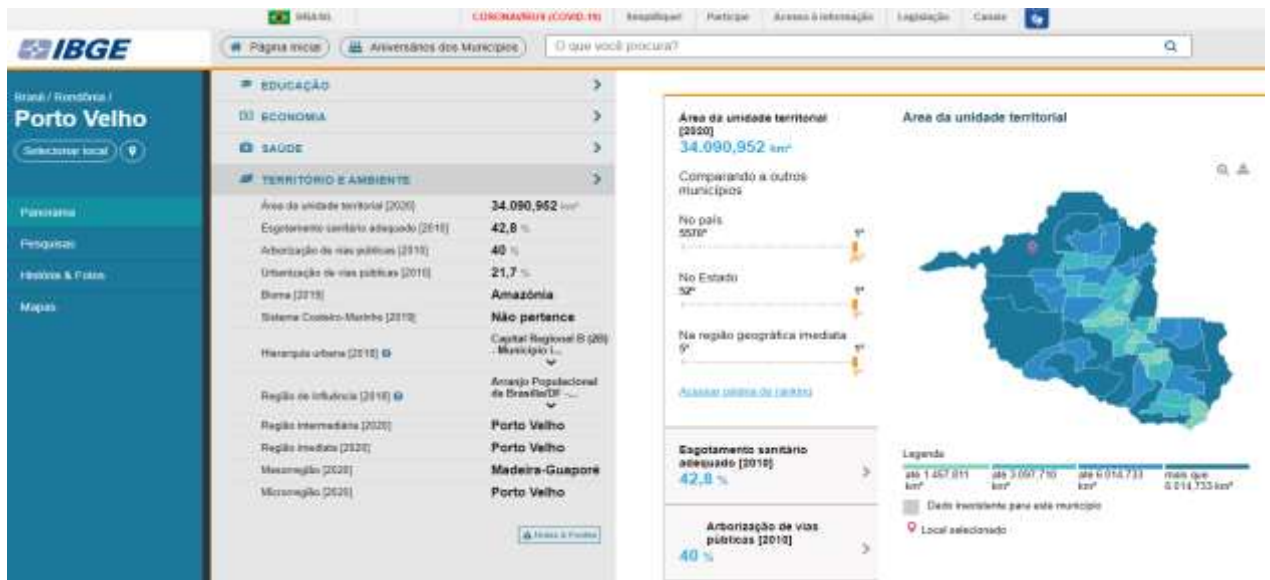 BRASIL
CORONAVÍRUS (COVID-19)
Simplifique!
Participe
Acesso à informação
Legislação
Canais
IBGE
Página inicial
Aniversários dos Municípios
O que você procura?
Brasil / Rondônia /
Porto Velho
Selecionar local
Panorama
Pesquisas
História & Fotos
Mapas
EDUCAÇÃO
ECONOMIA
SAÚDE
TERRITÓRIO E AMBIENTE
Área da unidade territorial [2020] 34.090,952 km²
Esgotamento sanitário adequado [2010] 42,8 %
Arborização de vias públicas [2010] 40 %
Urbanização de vias públicas [2010] 21,7 %
Bioma [2019] Amazônia
Sistema Costeiro-Marinho [2019] Não pertence
Hierarquia urbana [2018] Capital Regional B (2B)
- Município i...
Região de Influência [2018] Arranjo Populacional
de Brasília/DF -...
Região intermediária [2020] Porto Velho
Região imediata [2020] Porto Velho
Mesorregião [2020] Madeira-Guaporé
Microrregião [2020] Porto Velho
Notas & Fontes
Área da unidade territorial
[2020]
34.090,952 km²
Comparando a outros
municípios
No país
5570º 1º
No Estado
52º 1º
Na região geográfica imediata
5º 1º
Acessar página de ranking
Esgotamento sanitário
adequado [2010]
42,8 %
Arborização de vias
públicas [2010]
40 %
Área da unidade territorial
Legenda
até 1.457,811 km²
até 3.097,710 km²
até 6.014,733 km²
mais que 6.014,733 km²
Dado inexistente para este município
Local selecionado